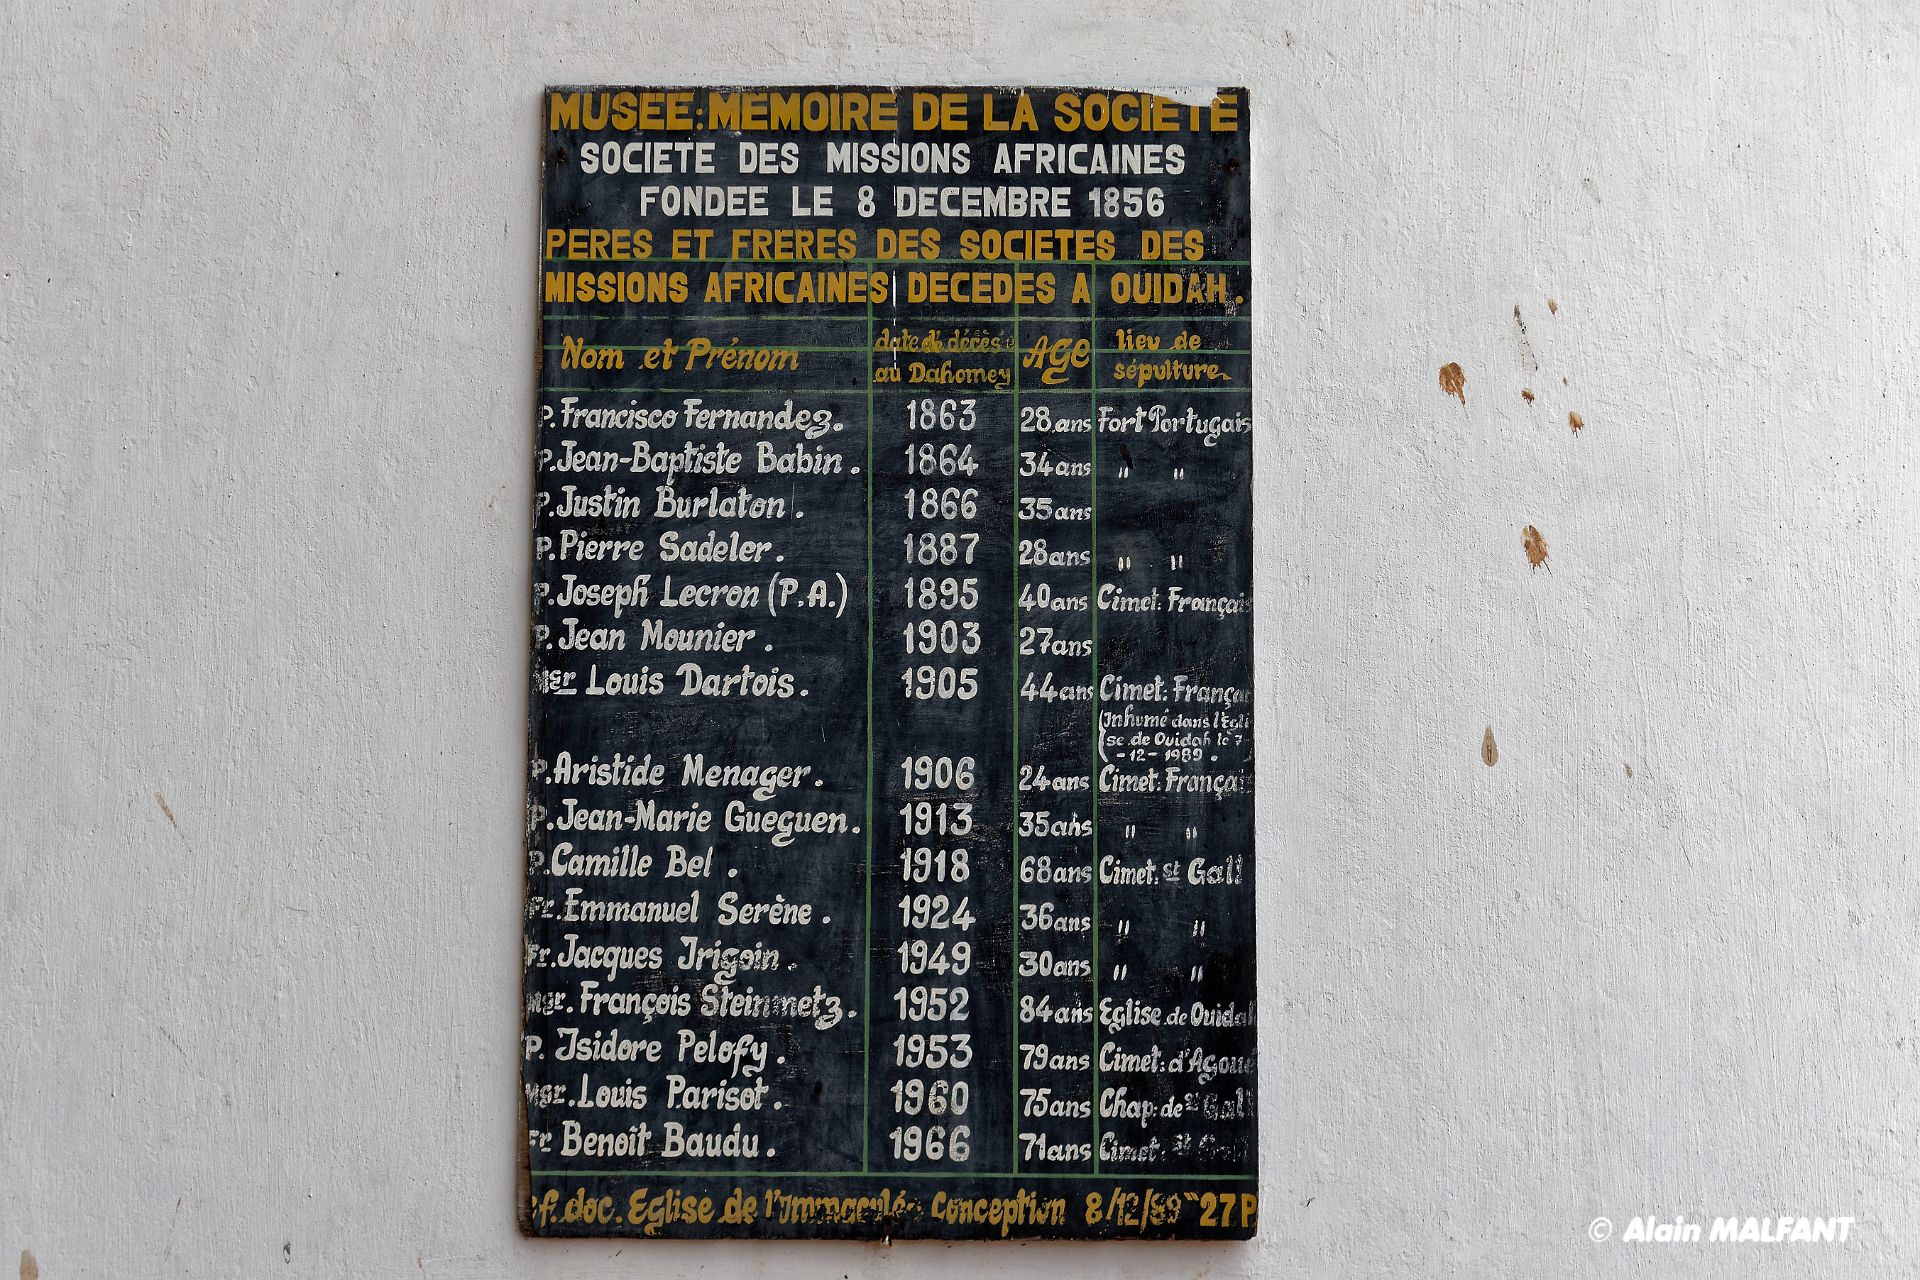 MUSEE: MEMOIRE DE LA SOCIETE
SOCIETE DES MISSIONS AFRICAINES
FONDEE LE 8 DECEMBRE 1856
PERES ET FRERES DES SOCIETES DES
MISSIONS AFRICAINES DECEDES A OUIDAH.
Nom et Prénom date de décès au Dahomey AGE lieu de sépulture
P. Francisco Fernandez. 1863 28 ans Fort Portugais
P. Jean-Baptiste Babin. 1864 34 ans " "
P. Justin Burlaton. 1866 35 ans
P. Pierre Sadeler. 1887 28 ans " "
P. Joseph Lecron (P.A.) 1895 40 ans Cimet: Français
P. Jean Mounier. 1903 27 ans
Mgr Louis Dartois. 1905 44 ans Cimet: Françai
(Inhumé dans l'Egli
se de Ouidah le 7-
-12-1989.
P. Aristide Menager. 1906 24 ans Cimet: Françai
P. Jean-Marie Gueguen. 1913 35 ans " "
P. Camille Bel. 1918 68 ans Cimet: St Gall
Fr. Emmanuel Serène. 1924 36 ans " "
Fr. Jacques Irigoin. 1949 30 ans " "
Mgr. François Steinmetz. 1952 84 ans Eglise de Ouidah
P. Isidore Pelofy. 1953 79 ans Cimet: d'Agoué
Mgr. Louis Parisot. 1960 75 ans Chap: de St Gall
Fr Benoît Baudu. 1966 71 ans Cimet: St Gall
cf. doc. Eglise de l'Immaculée Conception 8/12/89 "27 P
© Alain MALFANT